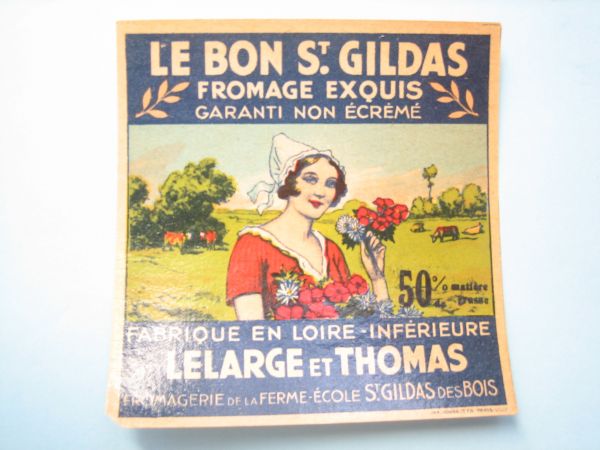 LE BON ST. GILDAS
FROMAGE EXQUIS
GARANTI NON ÉCRÉMÉ
50% matière
de grasse
FABRIQUE EN LOIRE-INFÉRIEURE
LELARGE ET THOMAS
FROMAGERIE DE LA FERME-ÉCOLE ST GILDAS DES BOIS